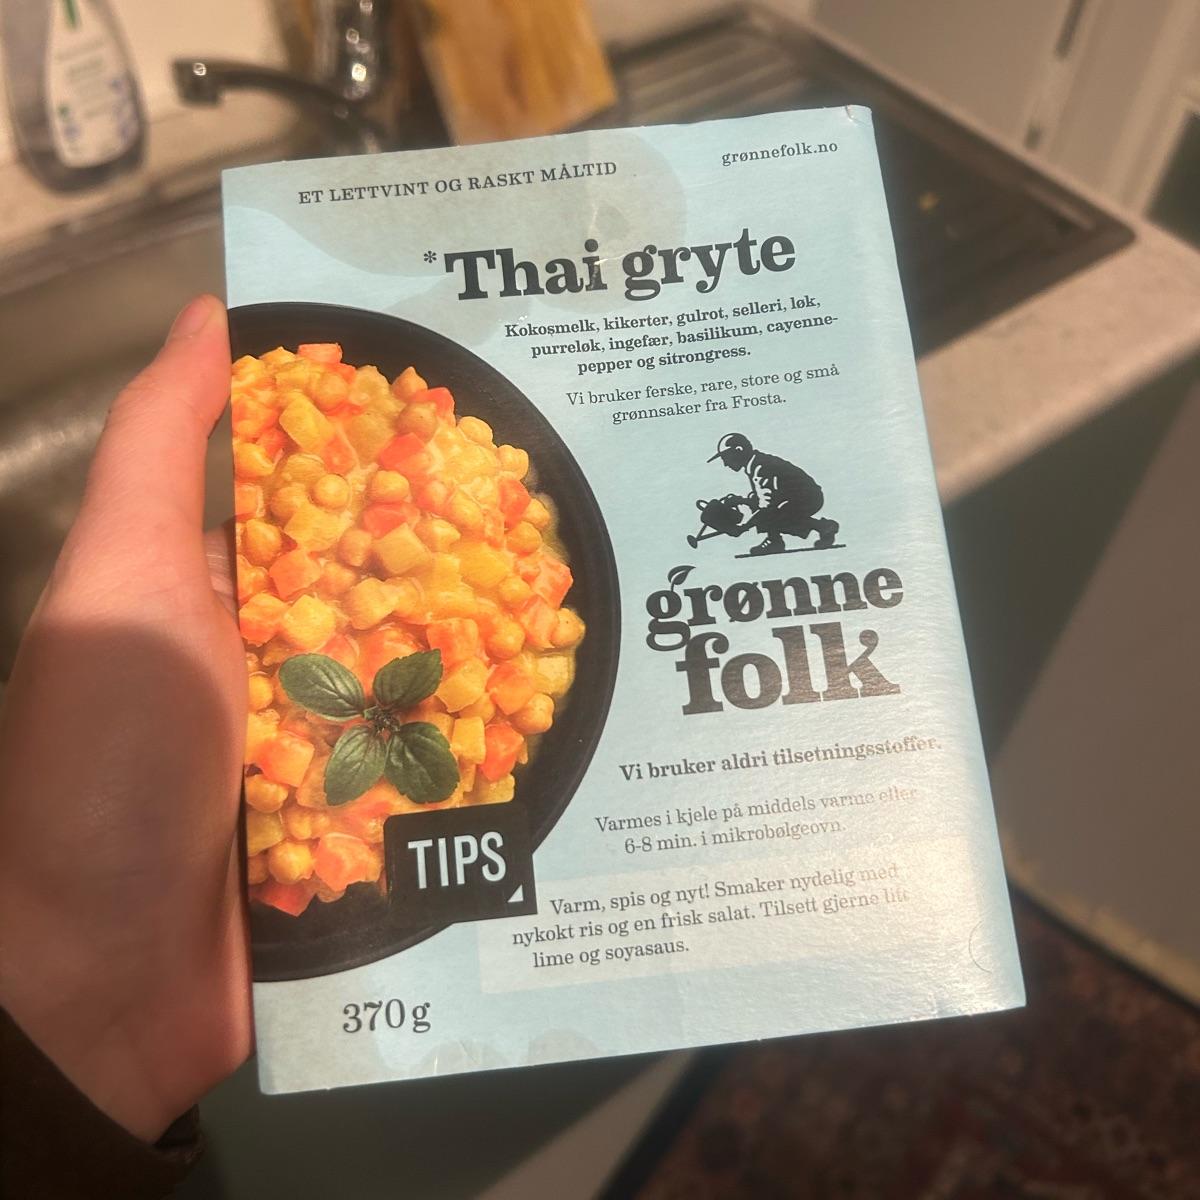 ET LETTVINT OG RASKT MÅLTID
grønnefolk.no
*Thai gryte
Kokosmelk, kikerter, gulrot, selleri, løk,
purreløk, ingefær, basilikum, cayenne-
pepper og sitrongress.
Vi bruker ferske, rare, store og små
grønnsaker fra Frosta.
grønne
folk
Vi bruker aldri tilsetningsstoffer.
Varmes i kjele på middels varme eller
6-8 min. i mikrobølgeovn.
TIPS
Varm, spis og nyt! Smaker nydelig med
nykokt ris og en frisk salat. Tilsett gjerne litt
lime og soyasaus.
370 g